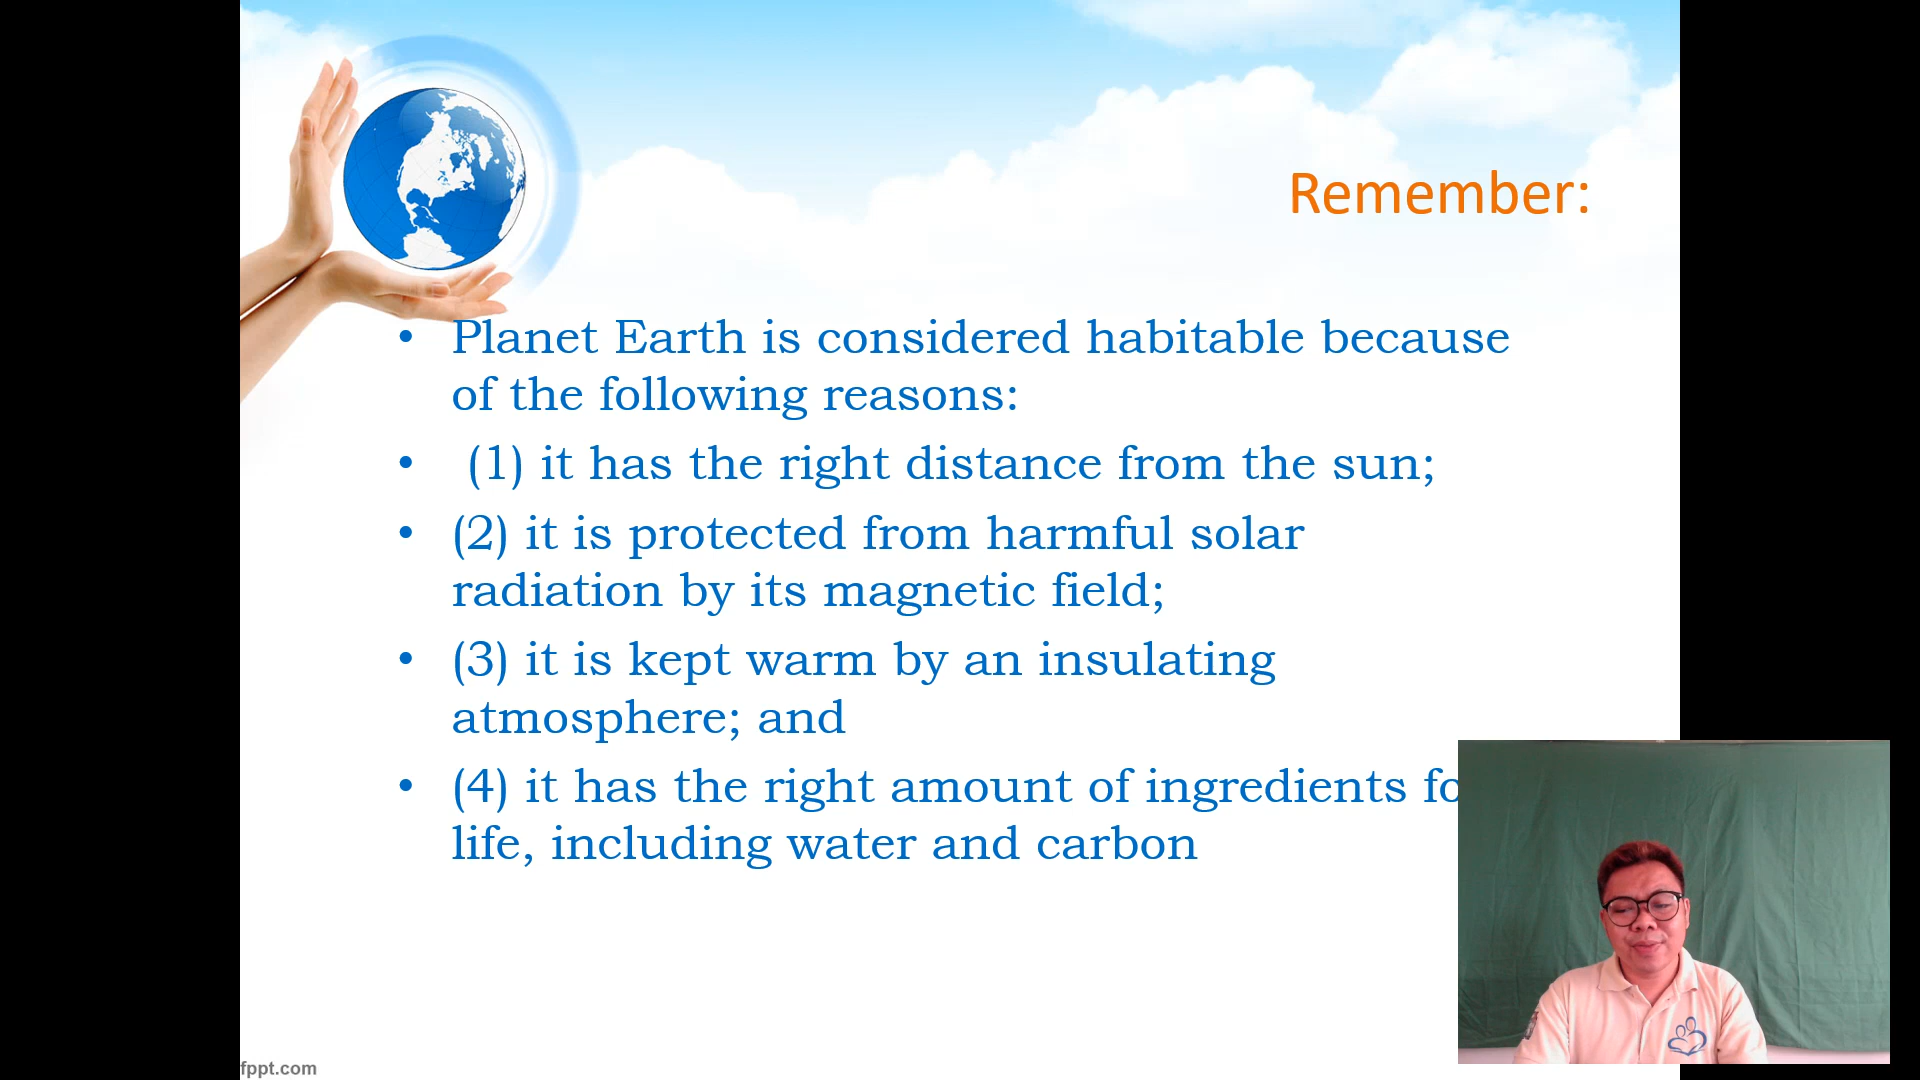 Remember:
• Planet Earth is considered habitable because
of the following reasons:
• (1) it has the right distance from the sun;
• (2) it is protected from harmful solar
radiation by its magnetic field;
• (3) it is kept warm by an insulating
atmosphere; and
• (4) it has the right amount of ingredients fo
life, including water and carbon
fppt.com